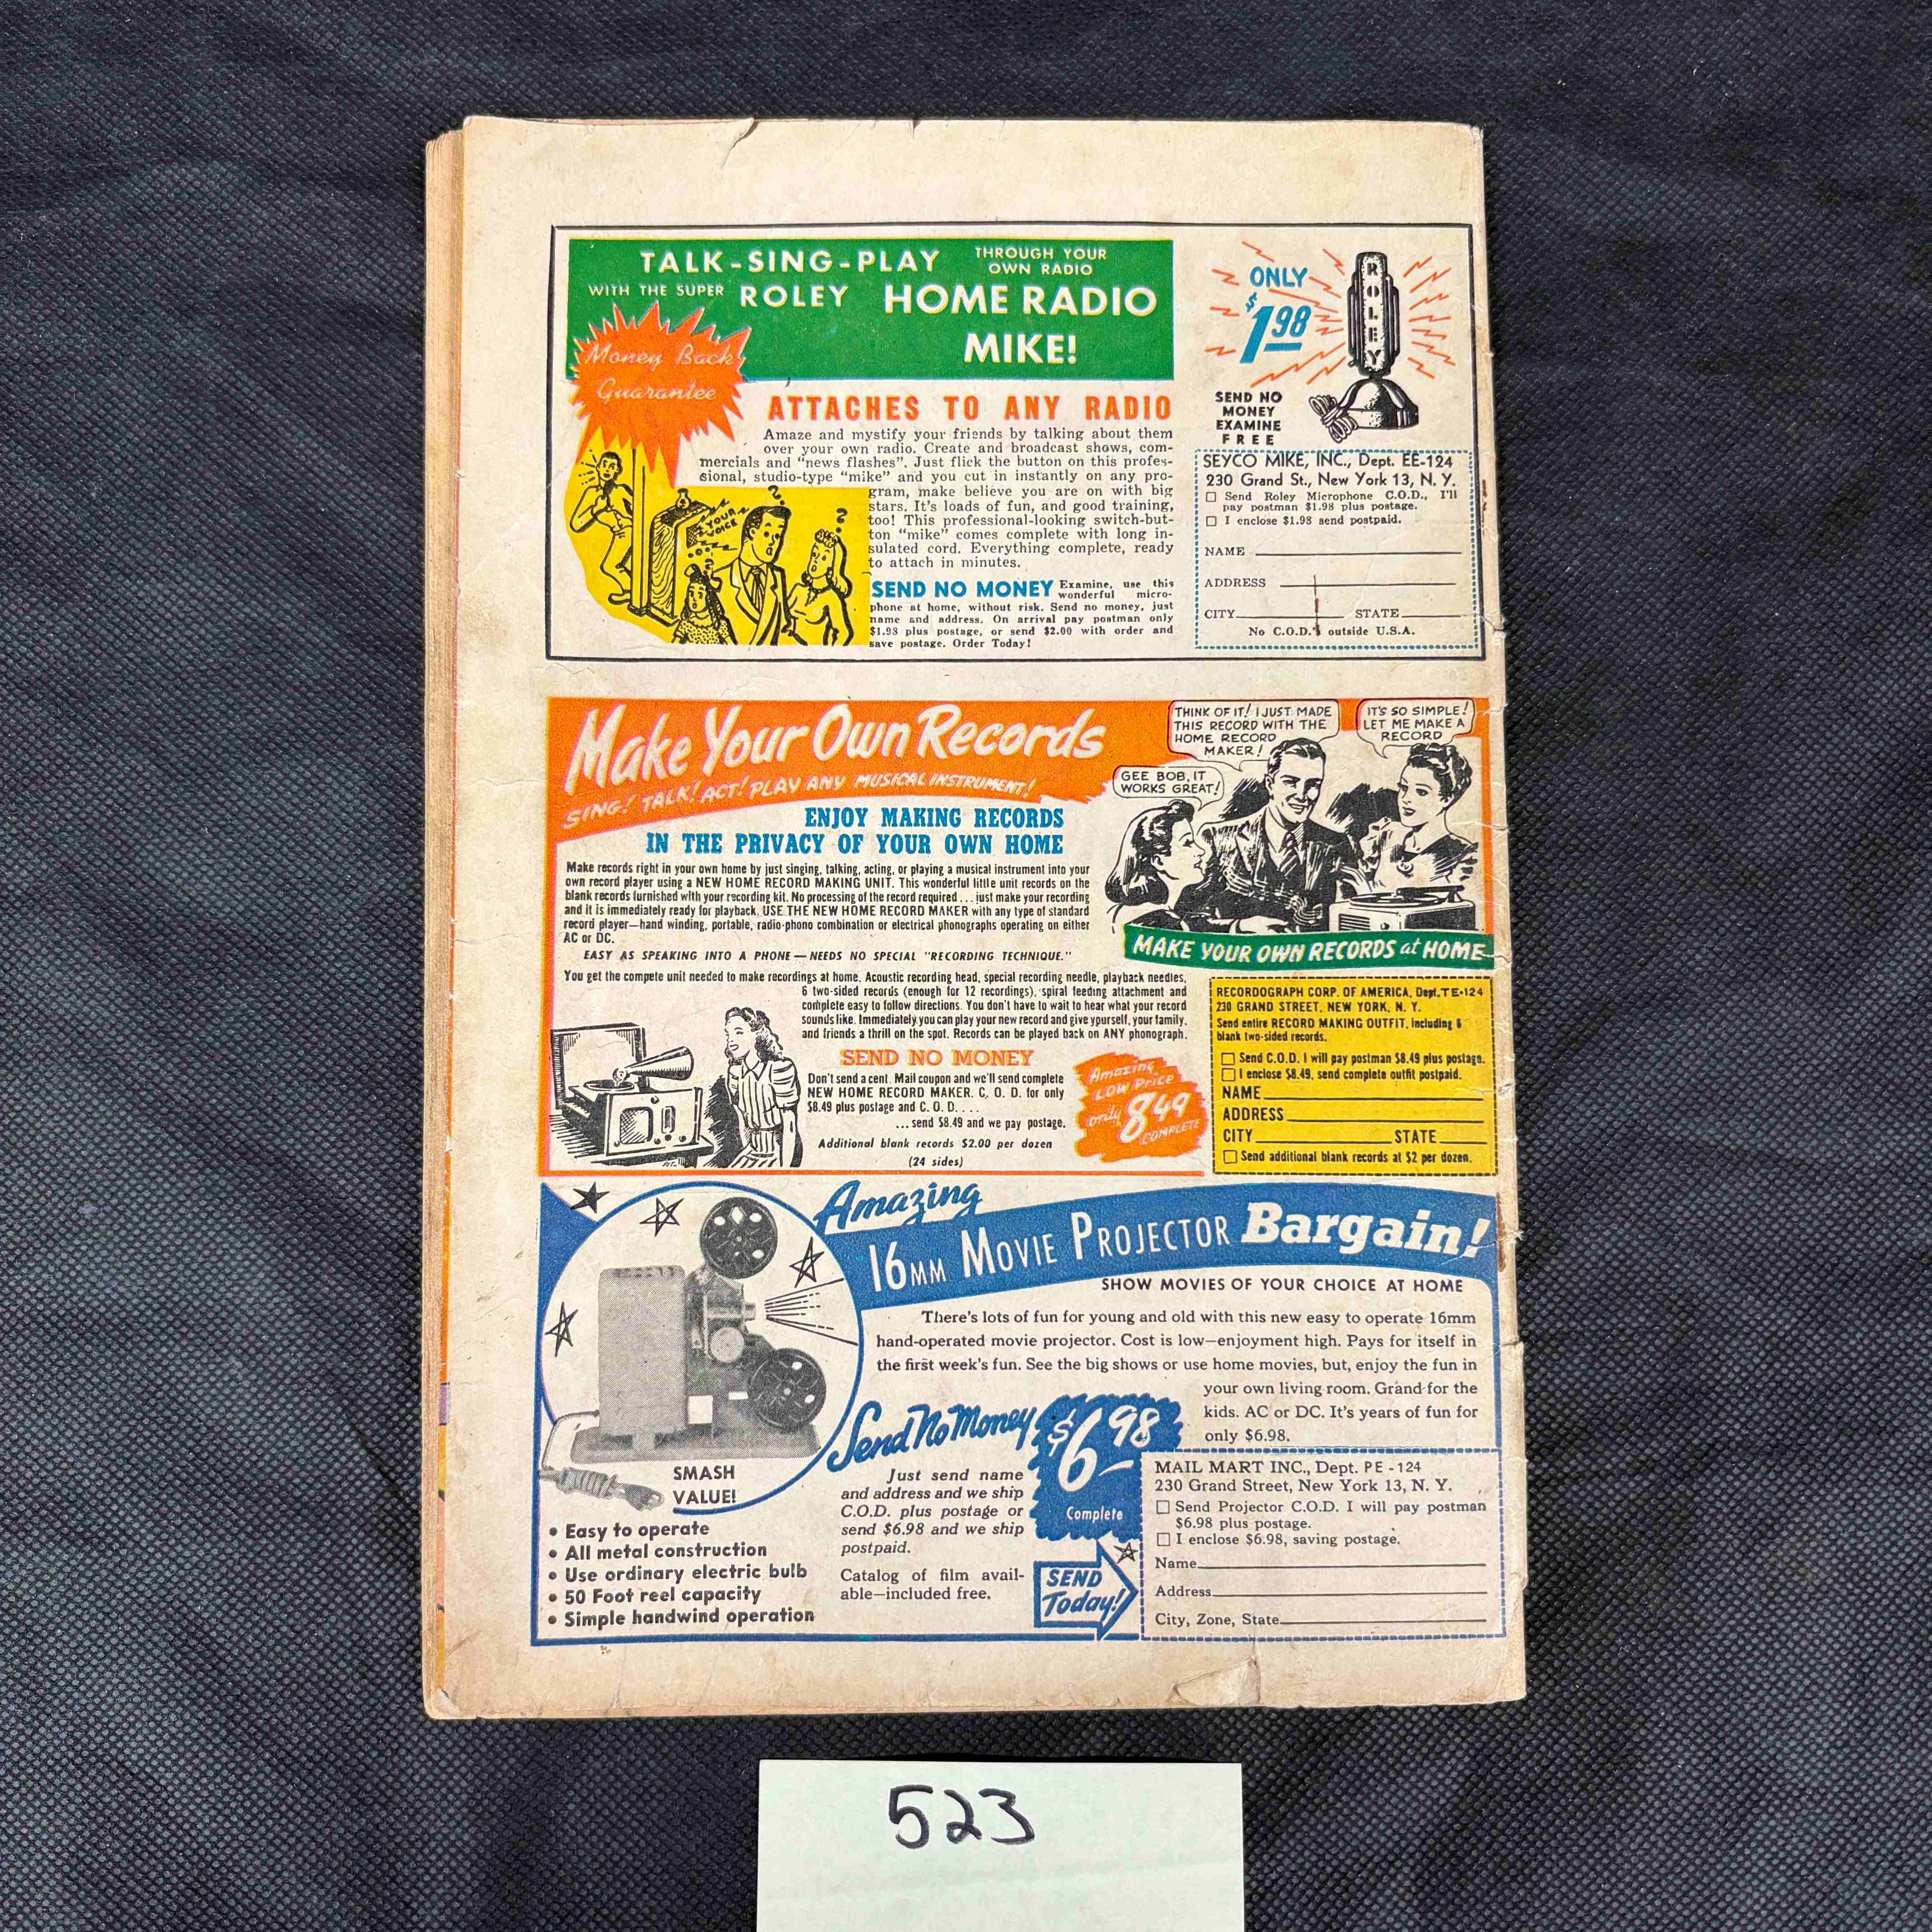 TALK-SING-PLAY THROUGH YOUR
OWN RADIO
WITH THE SUPER ROLEY HOME RADIO
MIKE!
Money Back
Guarantee
ONLY
$1.98
ROLEY
SEND NO
MONEY
EXAMINE
FREE
ATTACHES TO ANY RADIO
Amaze and mystify your friends by talking about them
over your own radio. Create and broadcast shows, com-
mercials and "news flashes". Just flick the button on this profes-
sional, studio-type "mike" and you cut in instantly on any pro-
gram, make believe you are on with big
stars. It's loads of fun, and good training,
too! This professional-looking switch-but-
ton "mike" comes complete with long in-
sulated cord. Everything complete, ready
to attach in minutes.
YOUR
VOICE
SEND NO MONEY Examine, use this
wonderful micro-
phone at home, without risk. Send no money, just
name and address. On arrival pay postman only
$1.98 plus postage, or send $2.00 with order and
save postage. Order Today!
SEYCO MIKE, INC., Dept. EE-124
230 Grand St., New York 13, N. Y.
Send Roley Microphone C.O.D., I'll
pay postman $1.98 plus postage.
I enclose $1.98 send postpaid.
NAME
ADDRESS
CITY STATE
No C.O.D.'s outside U.S.A.
Make Your Own Records
SING! TALK! ACT! PLAY ANY MUSICAL INSTRUMENT!
THINK OF IT! I JUST MADE
THIS RECORD WITH THE
HOME RECORD
MAKER!
IT'S SO SIMPLE!
LET ME MAKE A
RECORD
GEE BOB, IT
WORKS GREAT!
ENJOY MAKING RECORDS
IN THE PRIVACY OF YOUR OWN HOME
Make records right in your own home by just singing, talking, acting, or playing a musical instrument into your
own record player using a NEW HOME RECORD MAKING UNIT. This wonderful little unit records on the
blank records furnished with your recording kit. No processing of the record required . . . just make your recording
and it is immediately ready for playback. USE THE NEW HOME RECORD MAKER with any type of standard
record player—hand winding, portable, radio-phono combination or electrical phonographs operating on either
AC or DC.
EASY AS SPEAKING INTO A PHONE — NEEDS NO SPECIAL "RECORDING TECHNIQUE."
MAKE YOUR OWN RECORDS at HOME
You get the compete unit needed to make recordings at home. Acoustic recording head, special recording needle, playback needles,
6 two-sided records (enough for 12 recordings), spiral feeding attachment and
complete easy to follow directions. You don't have to wait to hear what your record
sounds like. Immediately you can play your new record and give yourself, your family,
and friends a thrill on the spot. Records can be played back on ANY phonograph.
SEND NO MONEY
Don't send a cent. Mail coupon and we'll send complete
NEW HOME RECORD MAKER. C. O. D. for only
$8.49 plus postage and C. O. D. . . .
. . . send $8.49 and we pay postage.
Additional blank records $2.00 per dozen
(24 sides)
Amazing
LOW Price
only 8 49
COMPLETE
RECORDOGRAPH CORP. OF AMERICA, Dept. TE-124
230 GRAND STREET, NEW YORK, N. Y.
Send entire RECORD MAKING OUTFIT, including 6
blank two-sided records.
Send C.O.D. I will pay postman $8.49 plus postage.
I enclose $8.49, send complete outfit postpaid.
NAME
ADDRESS
CITY STATE
Send additional blank records at $2 per dozen.
Amazing
16MM MOVIE PROJECTOR Bargain!
SHOW MOVIES OF YOUR CHOICE AT HOME
There's lots of fun for young and old with this new easy to operate 16mm
hand-operated movie projector. Cost is low—enjoyment high. Pays for itself in
the first week's fun. See the big shows or use home movies, but, enjoy the fun in
your own living room. Grand for the
kids. AC or DC. It's years of fun for
only $6.98.
SMASH
VALUE!
• Easy to operate
• All metal construction
• Use ordinary electric bulb
• 50 Foot reel capacity
• Simple handwind operation
Send No Money
$6 98
Complete
Just send name
and address and we ship
C.O.D. plus postage or
send $6.98 and we ship
postpaid.
Catalog of film avail-
able—included free.
SEND
Today!
MAIL MART INC., Dept. PE-124
230 Grand Street, New York 13, N. Y.
Send Projector C.O.D. I will pay postman
$6.98 plus postage.
I enclose $6.98, saving postage.
Name
Address
City, Zone, State
523